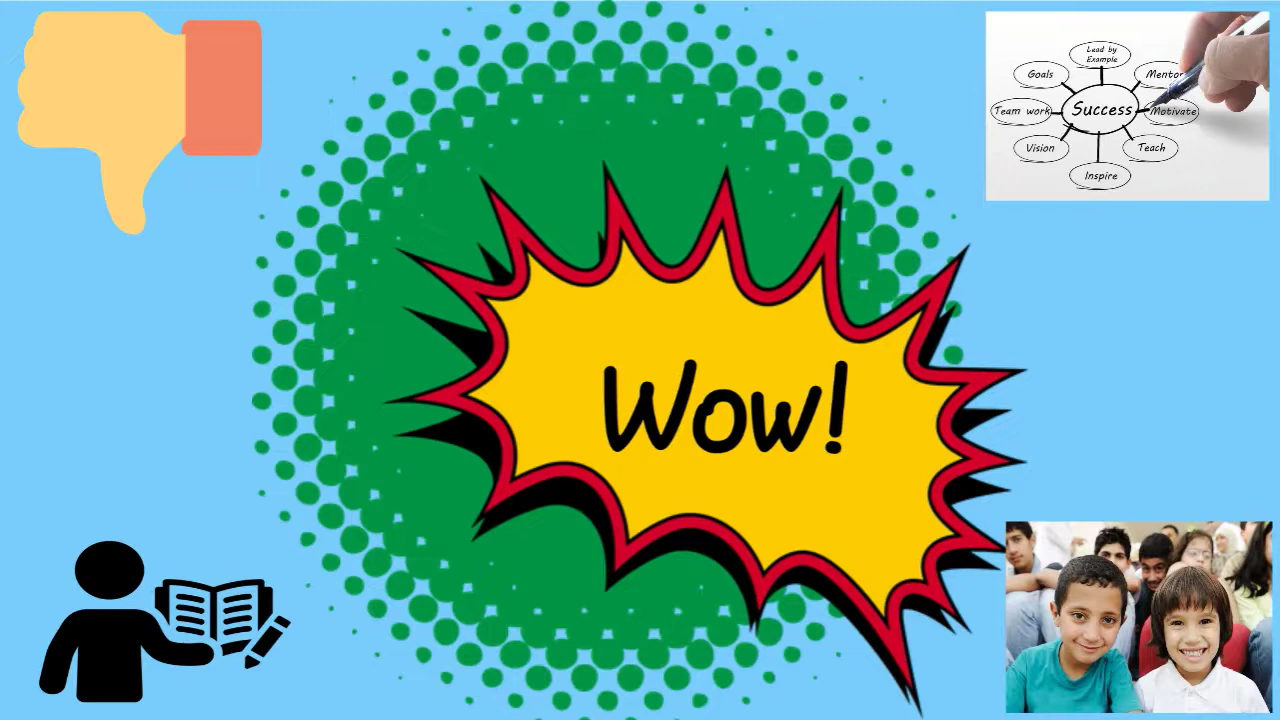 Lead by
Example
Goals
Mentor
Team work
Success
Motivate
Vision
Teach
Inspire
Wow!